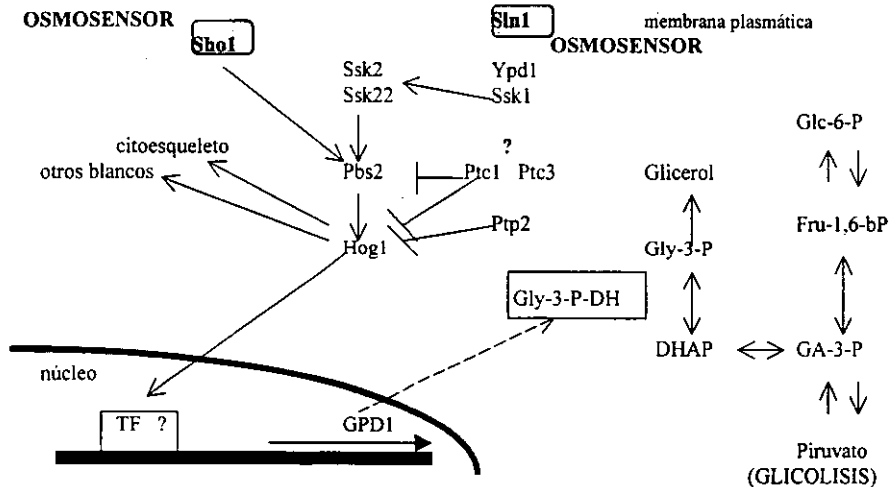 OSMOSENSOR
Sho1
Sln1
membrana plasmática
OSMOSENSOR
Ssk2
Ssk22
Ypd1
Ssk1
Glc-6-P
citoesqueleto
otros blancos
Pbs2
?
Ptc1 Ptc3
Glicerol
Ptp2
Fru-1,6-bP
Hog1
Gly-3-P
Gly-3-P-DH
DHAP
GA-3-P
núcleo
TF ?
GPD1
Piruvato
(GLICOLISIS)